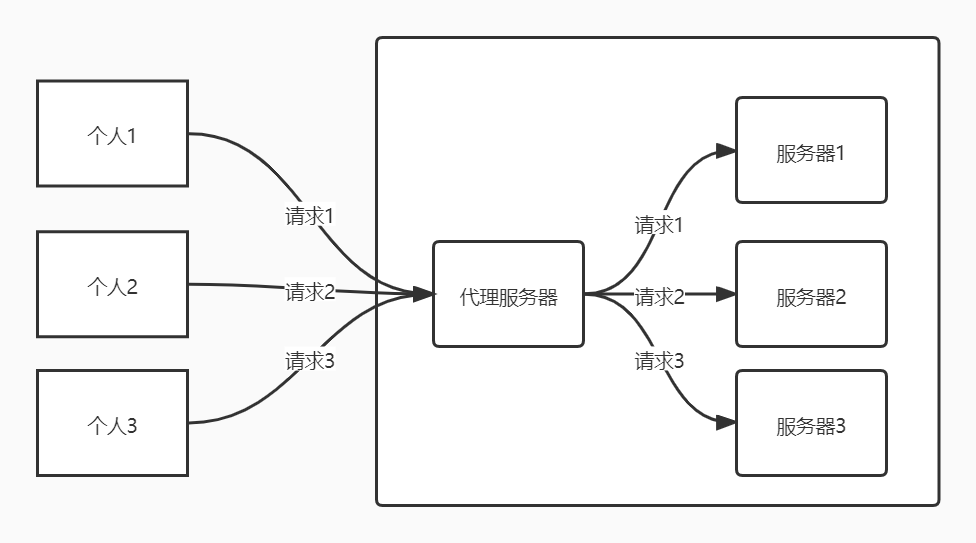 个人1
个人2
个人3
请求1
请求2
请求3
代理服务器
请求1
请求2
请求3
服务器1
服务器2
服务器3